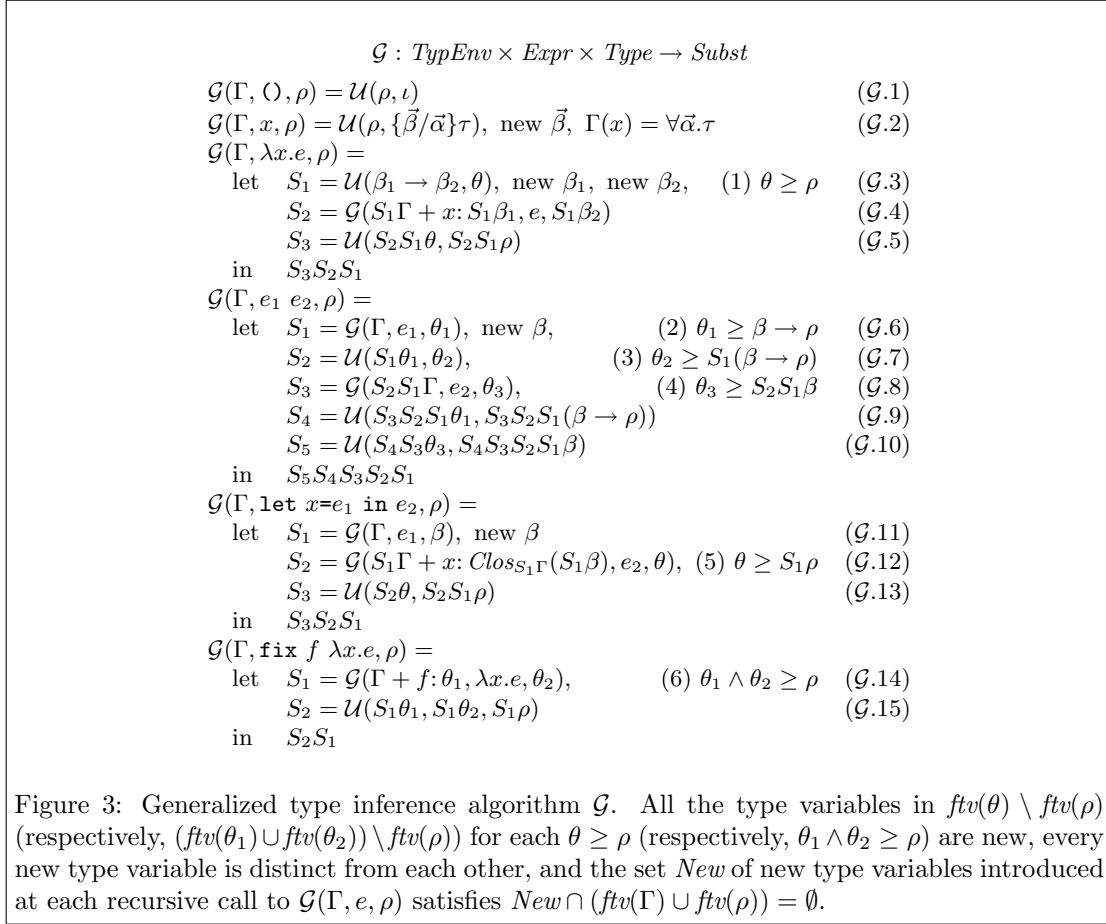 𝒢 : TypEnv × Expr × Type → Subst
𝒢(Γ, (), ρ) = 𝒰(ρ, ι) (𝒢.1)
𝒢(Γ, x, ρ) = 𝒰(ρ, {β⃗/α⃗}τ), new β⃗, Γ(x) = ∀α⃗.τ (𝒢.2)
𝒢(Γ, λx.e, ρ) =
let S₁ = 𝒰(β₁ → β₂, θ), new β₁, new β₂, (1) θ ≥ ρ (𝒢.3)
S₂ = 𝒢(S₁Γ + x: S₁β₁, e, S₁β₂) (𝒢.4)
S₃ = 𝒰(S₂S₁θ, S₂S₁ρ) (𝒢.5)
in S₃S₂S₁
𝒢(Γ, e₁ e₂, ρ) =
let S₁ = 𝒢(Γ, e₁, θ₁), new β, (2) θ₁ ≥ β → ρ (𝒢.6)
S₂ = 𝒰(S₁θ₁, θ₂), (3) θ₂ ≥ S₁(β → ρ) (𝒢.7)
S₃ = 𝒢(S₂S₁Γ, e₂, θ₃), (4) θ₃ ≥ S₂S₁β (𝒢.8)
S₄ = 𝒰(S₃S₂S₁θ₁, S₃S₂S₁(β → ρ)) (𝒢.9)
S₅ = 𝒰(S₄S₃θ₃, S₄S₃S₂S₁β) (𝒢.10)
in S₅S₄S₃S₂S₁
𝒢(Γ, let x=e₁ in e₂, ρ) =
let S₁ = 𝒢(Γ, e₁, β), new β (𝒢.11)
S₂ = 𝒢(S₁Γ + x: Clos_{S₁Γ}(S₁β), e₂, θ), (5) θ ≥ S₁ρ (𝒢.12)
S₃ = 𝒰(S₂θ, S₂S₁ρ) (𝒢.13)
in S₃S₂S₁
𝒢(Γ, fix f λx.e, ρ) =
let S₁ = 𝒢(Γ + f: θ₁, λx.e, θ₂), (6) θ₁ ∧ θ₂ ≥ ρ (𝒢.14)
S₂ = 𝒰(S₁θ₁, S₁θ₂, S₁ρ) (𝒢.15)
in S₂S₁
Figure 3: Generalized type inference algorithm 𝒢. All the type variables in ftv(θ) \ ftv(ρ)
(respectively, (ftv(θ₁)∪ftv(θ₂)) \ ftv(ρ)) for each θ ≥ ρ (respectively, θ₁ ∧ θ₂ ≥ ρ) are new, every
new type variable is distinct from each other, and the set New of new type variables introduced
at each recursive call to 𝒢(Γ, e, ρ) satisfies New ∩ (ftv(Γ) ∪ ftv(ρ)) = ∅.